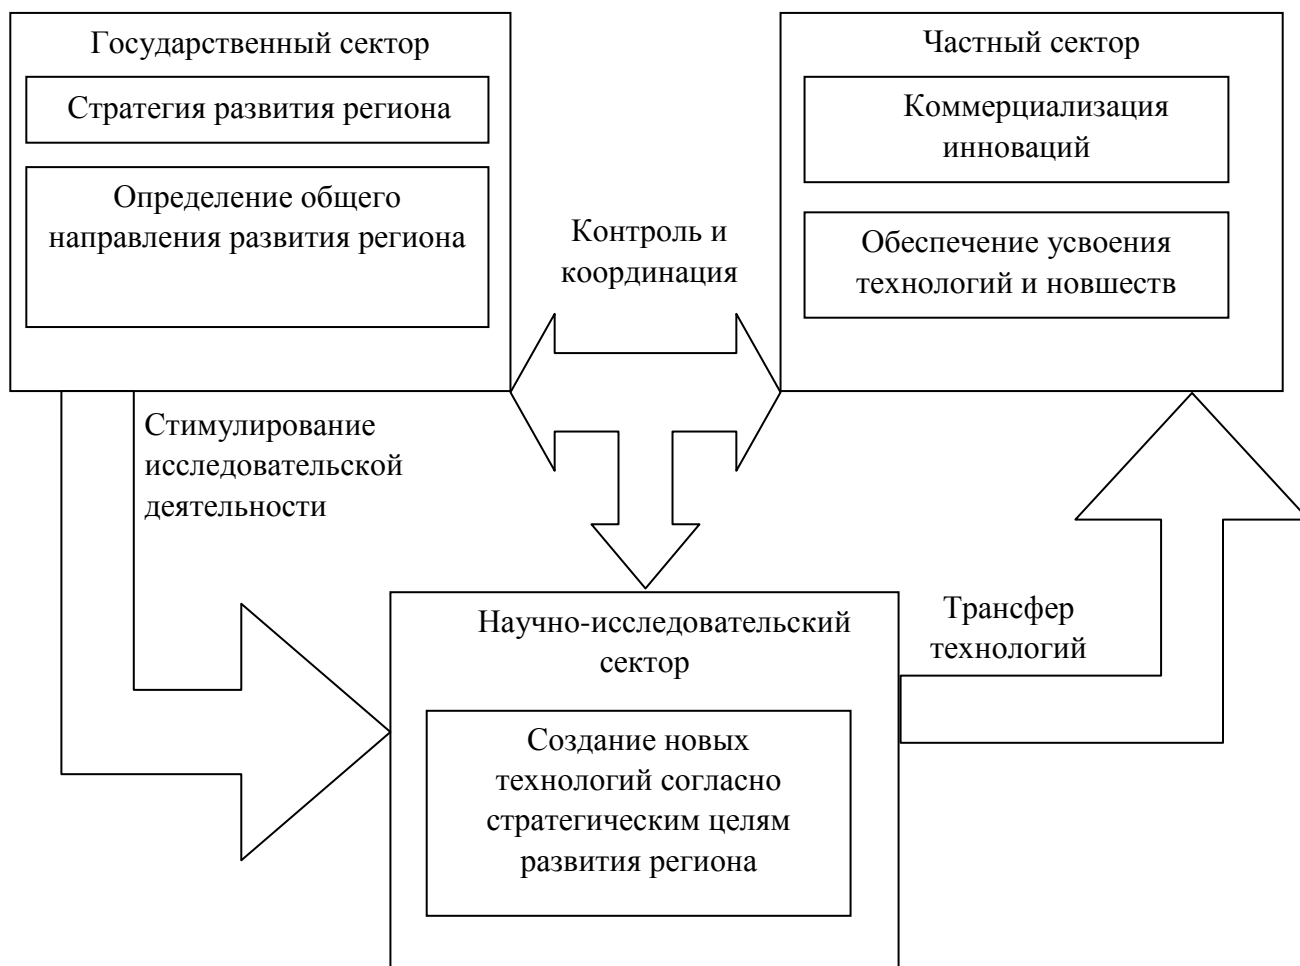 Государственный сектор
Стратегия развития региона
Определение общего
направления развития региона
Частный сектор
Коммерциализация
инноваций
Обеспечение усвоения
технологий и новшеств
Контроль и
координация
Стимулирование
исследовательской
деятельности
Научно-исследовательский
сектор
Создание новых
технологий согласно
стратегическим целям
развития региона
Трансфер
технологий